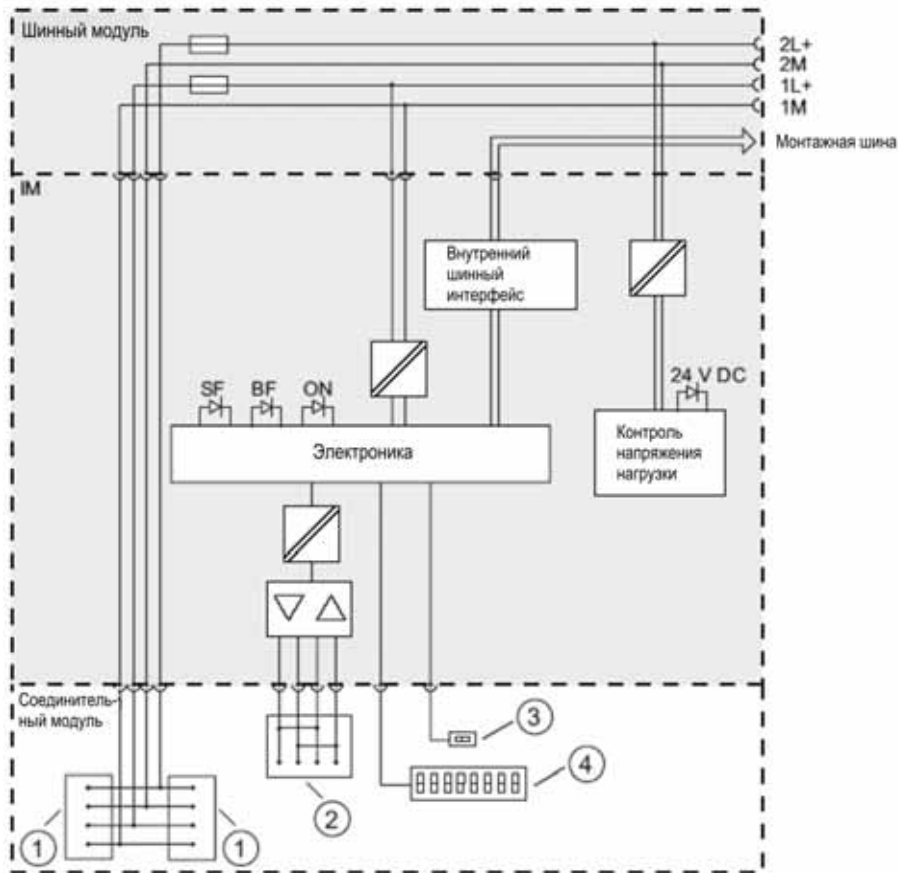 Шинный модуль
2L+
2M
1L+
1M
Монтажная шина
IM
Внутренний
шинный
интерфейс
SF BF ON
24 V DC
Электроника
Контроль
напряжения
нагрузки
Соединитель-
ный модуль
3
4
2
1
1